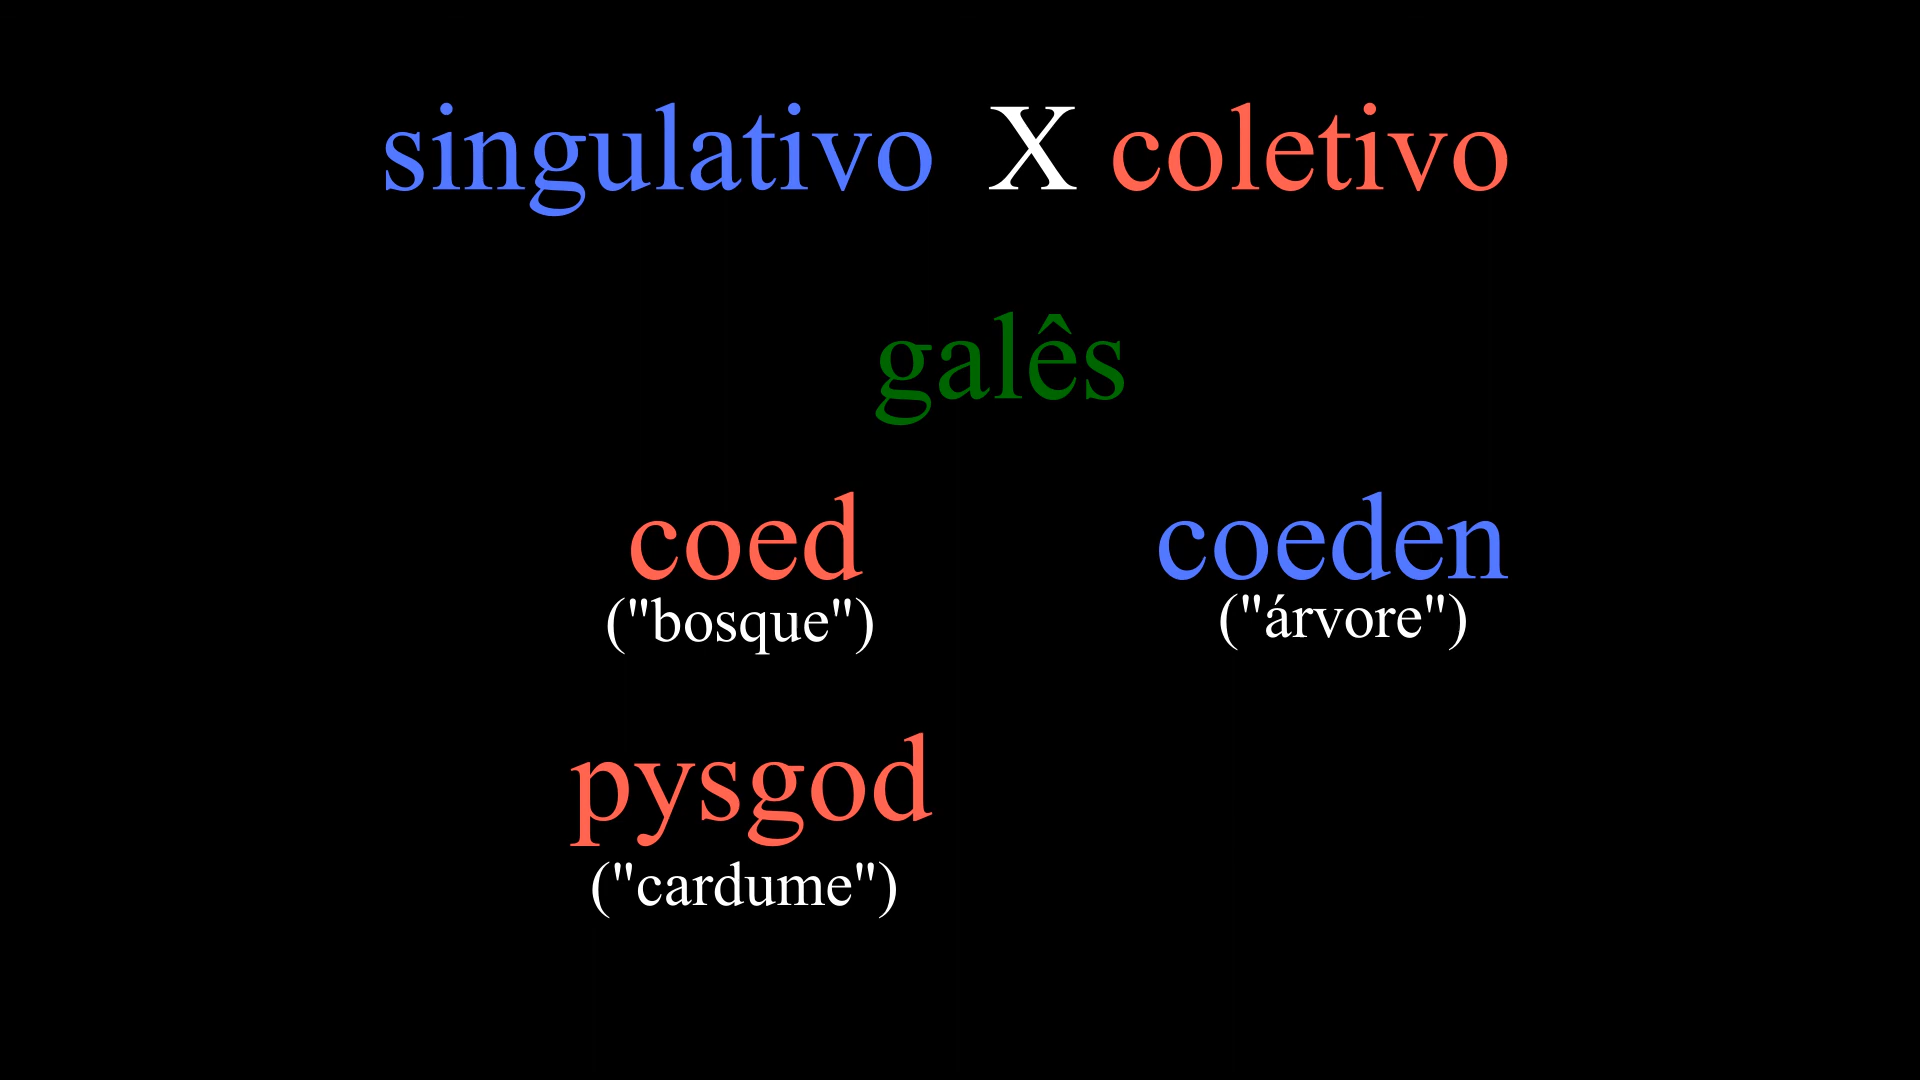 singulativo X coletivo
galês
coed coeden
("bosque") ("árvore")
pysgod
("cardume")